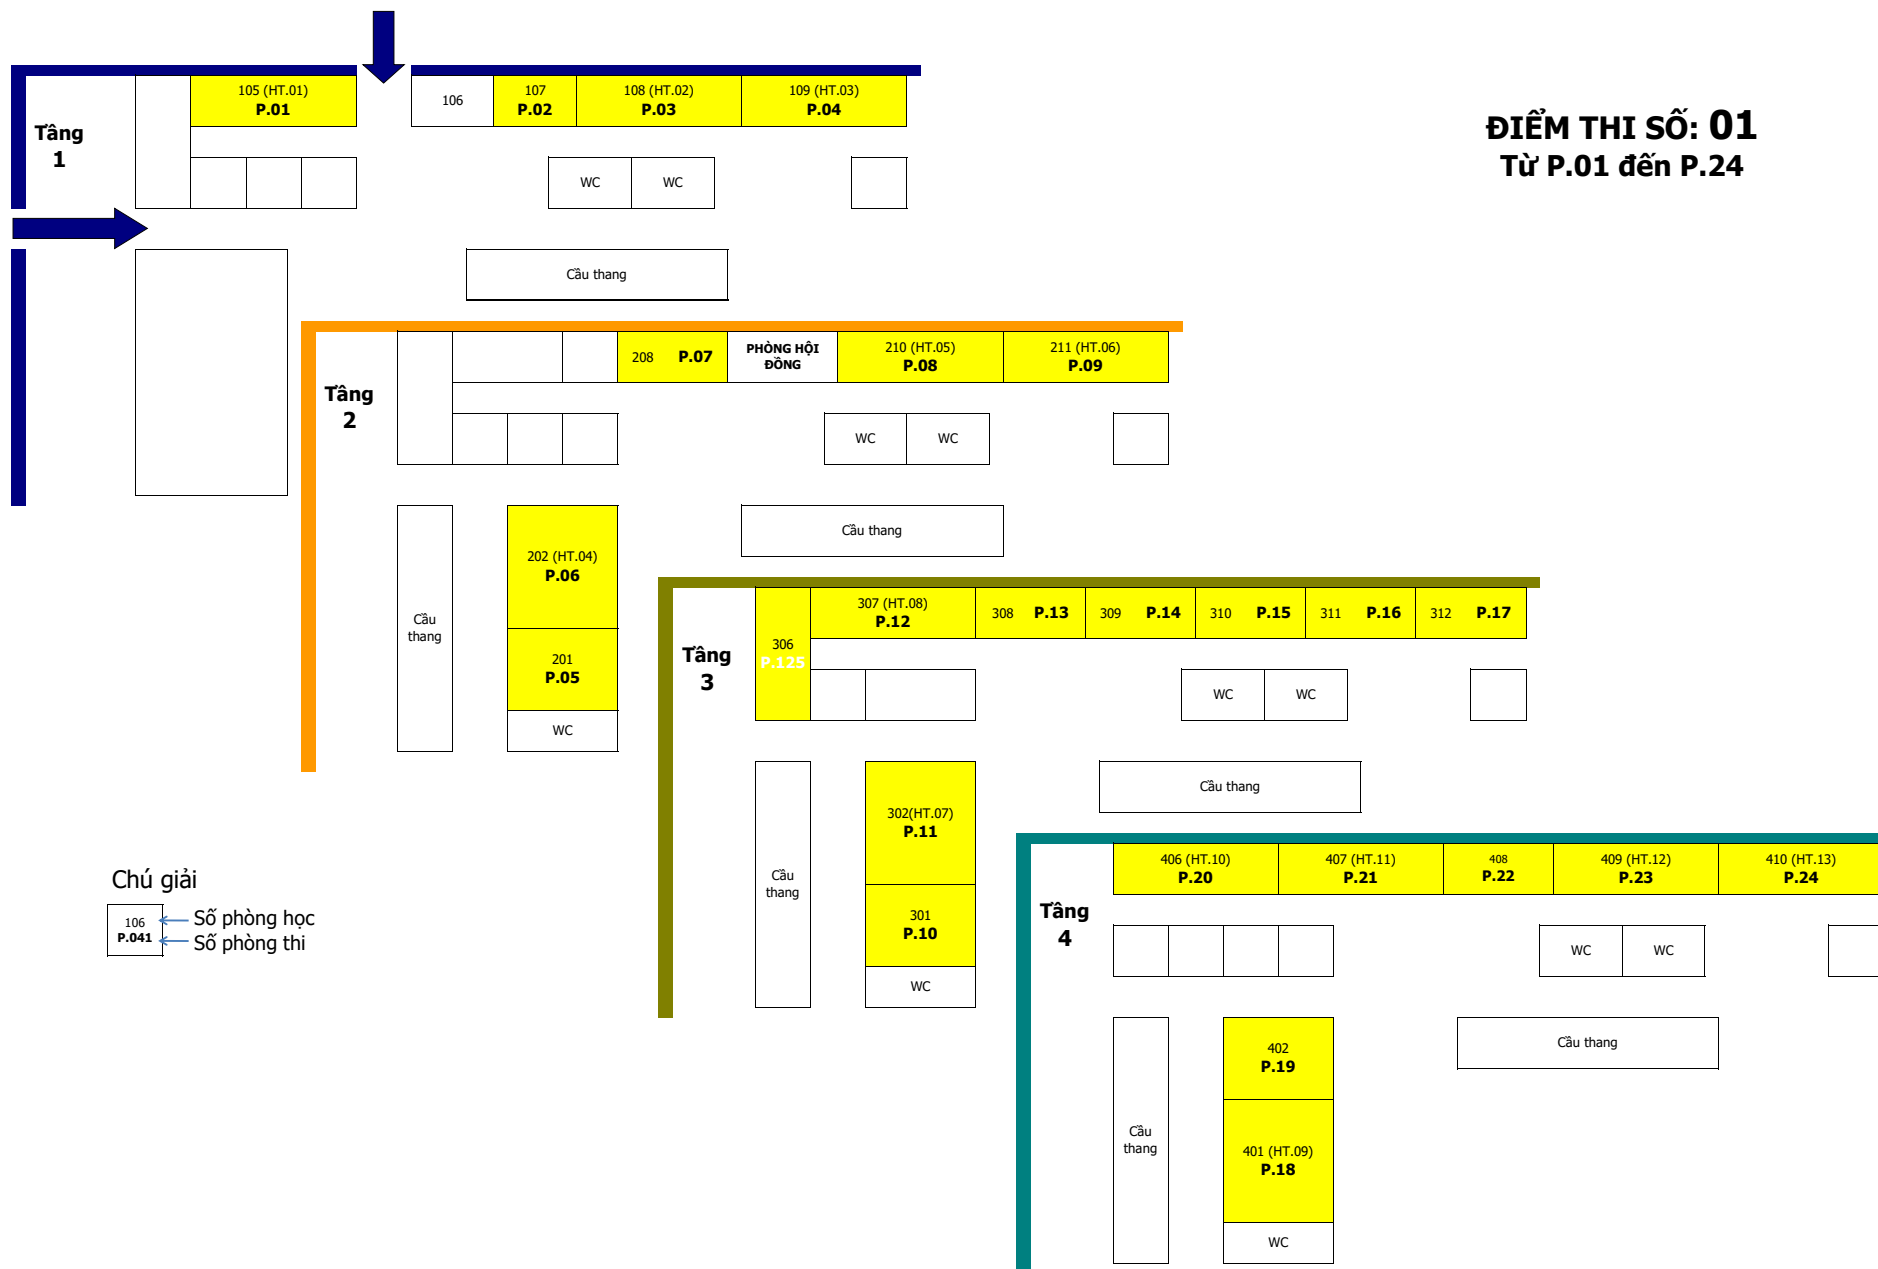 ĐIỂM THI SỐ: 01
Từ P.01 đến P.24
Tầng
1
105 (HT.01)
P.01
106
107
P.02
108 (HT.02)
P.03
109 (HT.03)
P.04
WC
WC
Cầu thang
Tầng
2
208 P.07
PHÒNG HỘI
ĐỒNG
210 (HT.05)
P.08
211 (HT.06)
P.09
WC
WC
Cầu thang
Cầu
thang
202 (HT.04)
P.06
201
P.05
WC
Tầng
3
306
P.125
307 (HT.08)
P.12
308 P.13
309 P.14
310 P.15
311 P.16
312 P.17
WC
WC
Cầu thang
Cầu
thang
302(HT.07)
P.11
301
P.10
WC
Tầng
4
406 (HT.10)
P.20
407 (HT.11)
P.21
408
P.22
409 (HT.12)
P.23
410 (HT.13)
P.24
WC
WC
Cầu thang
Cầu
thang
402
P.19
401 (HT.09)
P.18
WC
Chú giải
106
P.041
Số phòng học
Số phòng thi